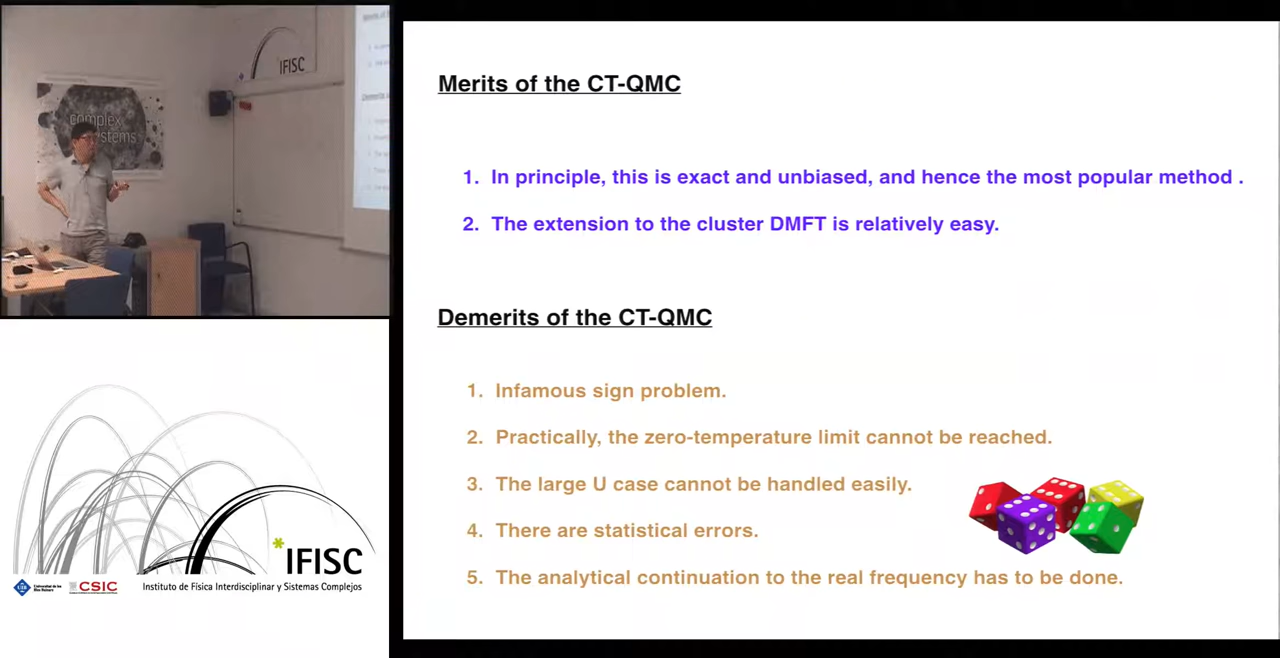 IFISC
complex
systems
Merits of the CT-QMC
1. In principle, this is exact and unbiased, and hence the most popular method .
2. The extension to the cluster DMFT is relatively easy.
Demerits of the CT-QMC
1. Infamous sign problem.
2. Practically, the zero-temperature limit cannot be reached.
3. The large U case cannot be handled easily.
4. There are statistical errors.
5. The analytical continuation to the real frequency has to be done.
IFISC
CSIC
Instituto de Física Interdisciplinar y Sistemas Complejos